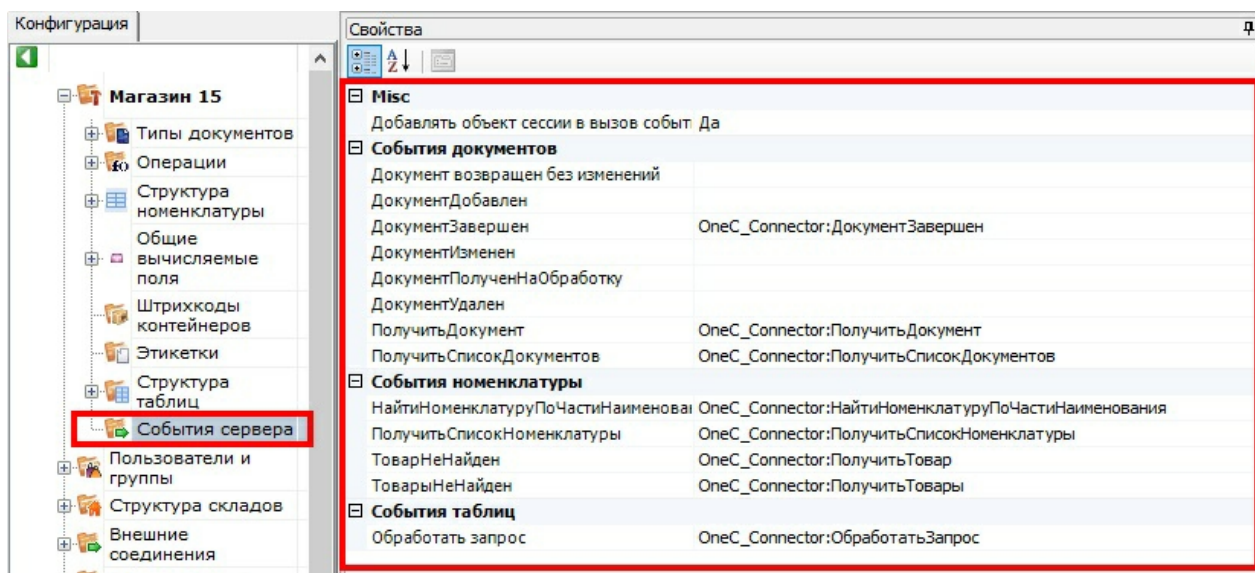 Конфигурация
Магазин 15
Типы документов
Операции
Структура
номенклатуры
Общие
вычисляемые
поля
Штрихкоды
контейнеров
Этикетки
Структура
таблиц
События сервера
Пользователи и
группы
Структура складов
Внешние
соединения
Свойства
Misc
Добавлять объект сессии в вызов событ Да
События документов
Документ возвращен без изменений
ДокументДобавлен
ДокументЗавершен OneC_Connector:ДокументЗавершен
ДокументИзменен
ДокументПолученНаОбработку
ДокументУдален
ПолучитьДокумент OneC_Connector:ПолучитьДокумент
ПолучитьСписокДокументов OneC_Connector:ПолучитьСписокДокументов
События номенклатуры
НайтиНоменклатуруПоЧастиНаименова OneC_Connector:НайтиНоменклатуруПоЧастиНаименования
ПолучитьСписокНоменклатуры OneC_Connector:ПолучитьСписокНоменклатуры
ТоварНеНайден OneC_Connector:ПолучитьТовар
ТоварыНеНайден OneC_Connector:ПолучитьТовары
События таблиц
Обработать запрос OneC_Connector:ОбработатьЗапрос